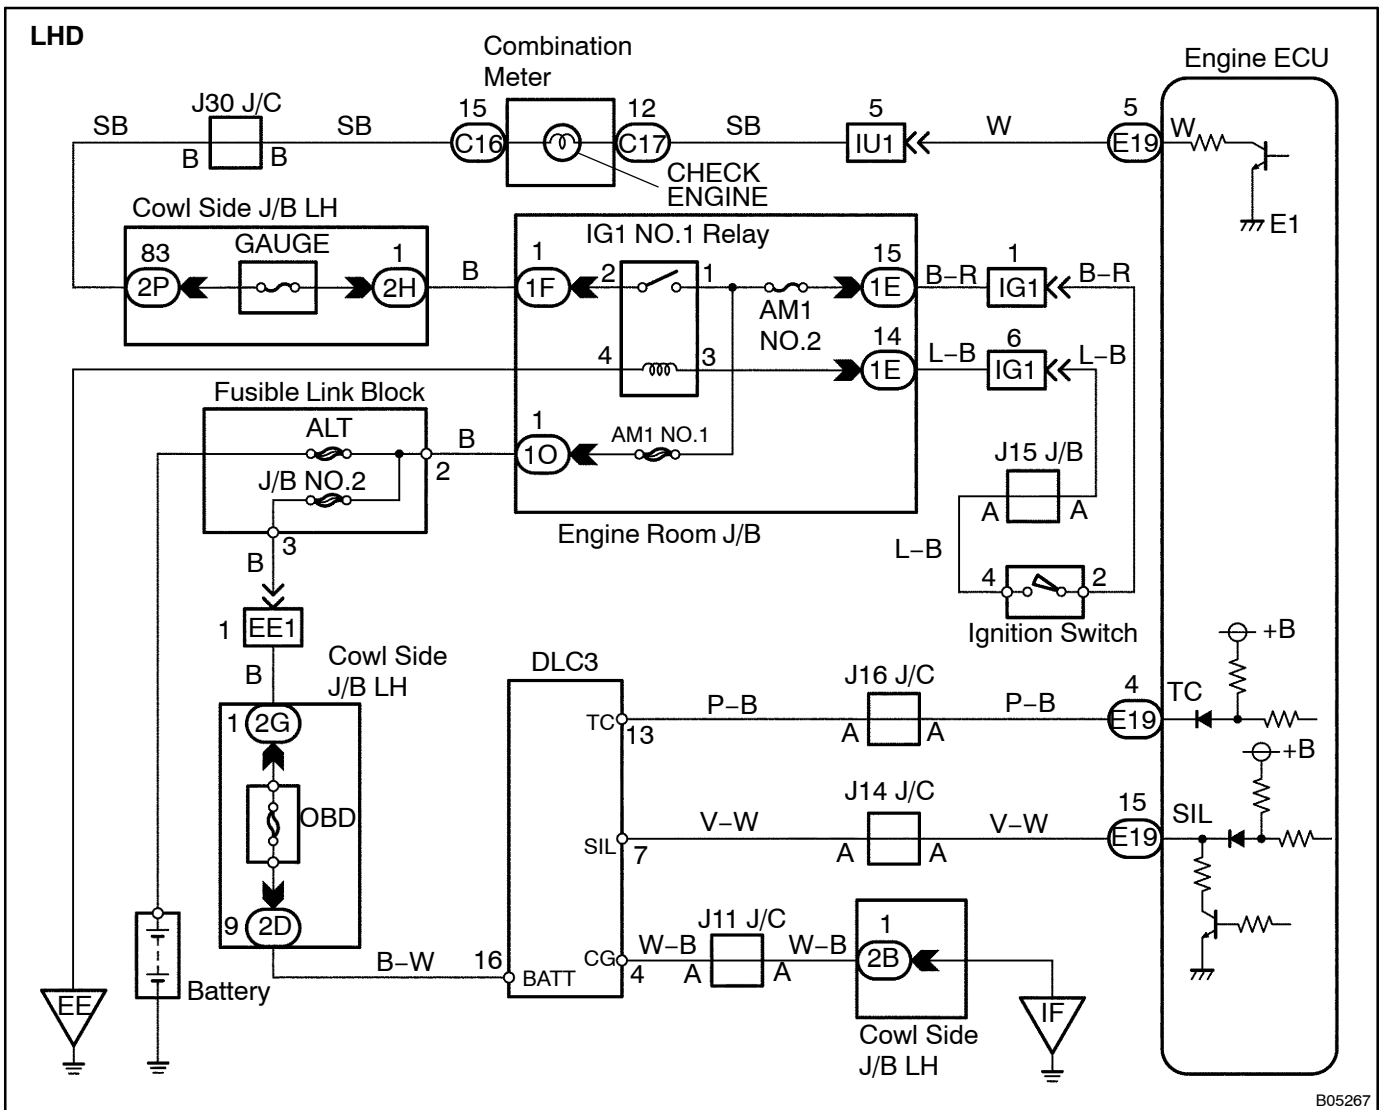 LHD
Combination
Meter
Engine ECU
J30 J/C
15
12
5
5
SB
SB
C16
C17
SB
IU1
W
E19
W
B
B
CHECK
ENGINE
E1
Cowl Side J/B LH
IG1 NO.1 Relay
83
GAUGE
1
1
2
1
15
1
2P
2H
B
1F
1E
B–R
IG1
B–R
AM1
NO.2
4
3
14
6
1E
L–B
IG1
L–B
Fusible Link Block
ALT
B
1
AM1 NO.1
1O
2
J15 J/B
J/B NO.2
A
A
Engine Room J/B
3
B
L–B
4
2
1
EE1
Ignition Switch
+B
B
Cowl Side
J/B LH
DLC3
J16 J/C
4
TC
1
2G
TC
13
P–B
P–B
E19
A
A
+B
OBD
J14 J/C
15
SIL
V–W
V–W
E19
SIL
7
A
A
9
2D
J11 J/C
1
B–W
16
BATT
CG
4
W–B
W–B
2B
A
A
EE
Battery
IF
Cowl Side
J/B LH
B05267